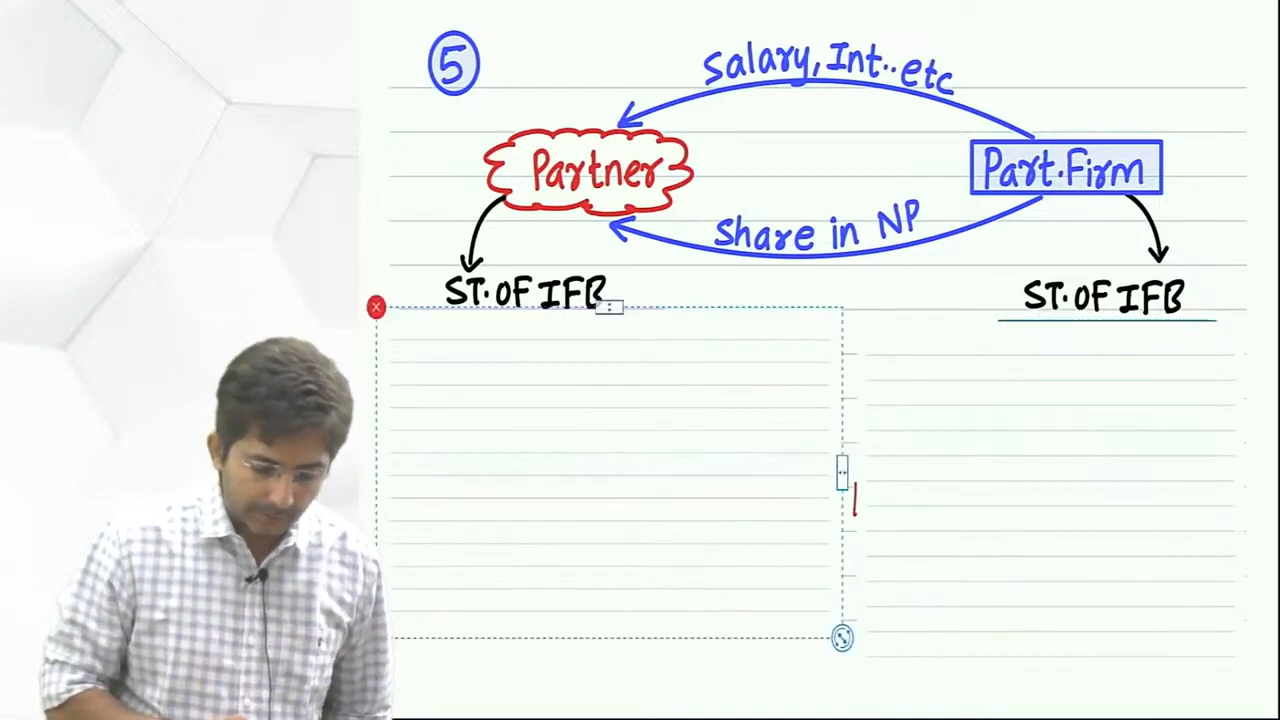 5
Salary, Int.. etc
Partner
Part. Firm
Share in NP
ST. OF IFB
ST. OF IFB